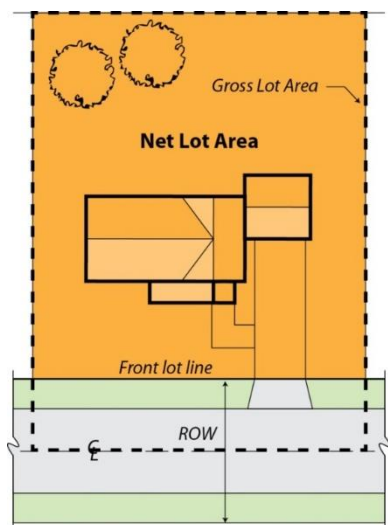 Gross Lot Area
Net Lot Area
Front lot line
ROW
℄